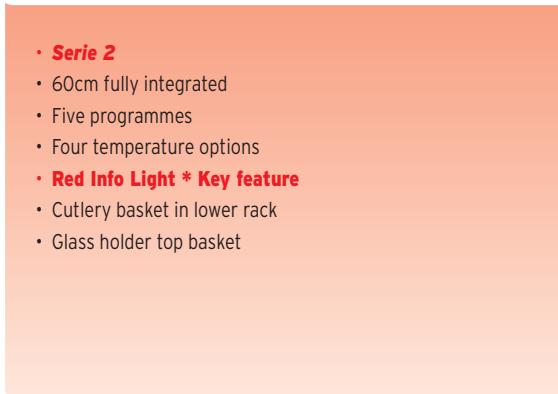 • Serie 2
• 60cm fully integrated
• Five programmes
• Four temperature options
• Red Info Light * Key feature
• Cutlery basket in lower rack
• Glass holder top basket